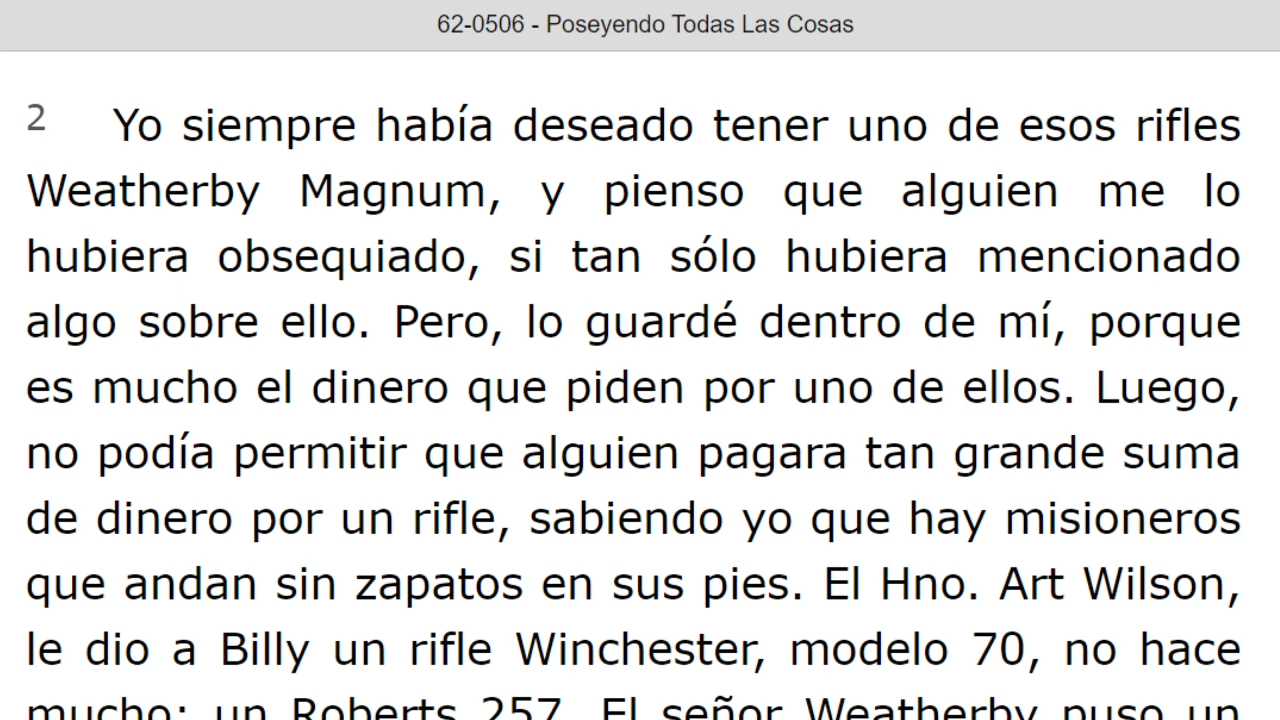 62-0506 - Poseyendo Todas Las Cosas
2 Yo siempre había deseado tener uno de esos rifles
Weatherby Magnum, y pienso que alguien me lo
hubiera obsequiado, si tan sólo hubiera mencionado
algo sobre ello. Pero, lo guardé dentro de mí, porque
es mucho el dinero que piden por uno de ellos. Luego,
no podía permitir que alguien pagara tan grande suma
de dinero por un rifle, sabiendo yo que hay misioneros
que andan sin zapatos en sus pies. El Hno. Art Wilson,
le dio a Billy un rifle Winchester, modelo 70, no hace
mucho; un Roberts 257. El señor Weatherby puso un